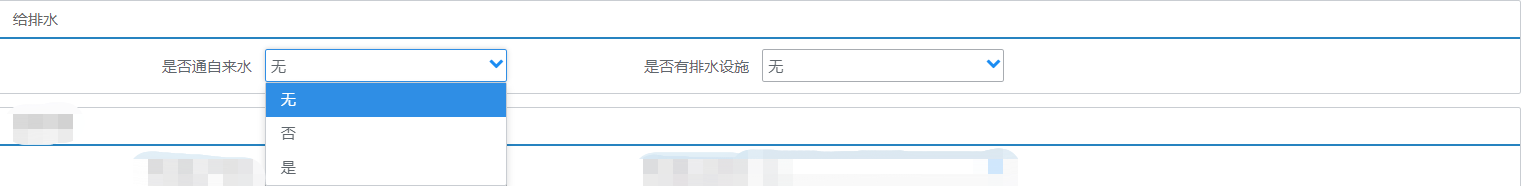 给排水
是否通自来水 无 是否有排水设施 无
无
否
是